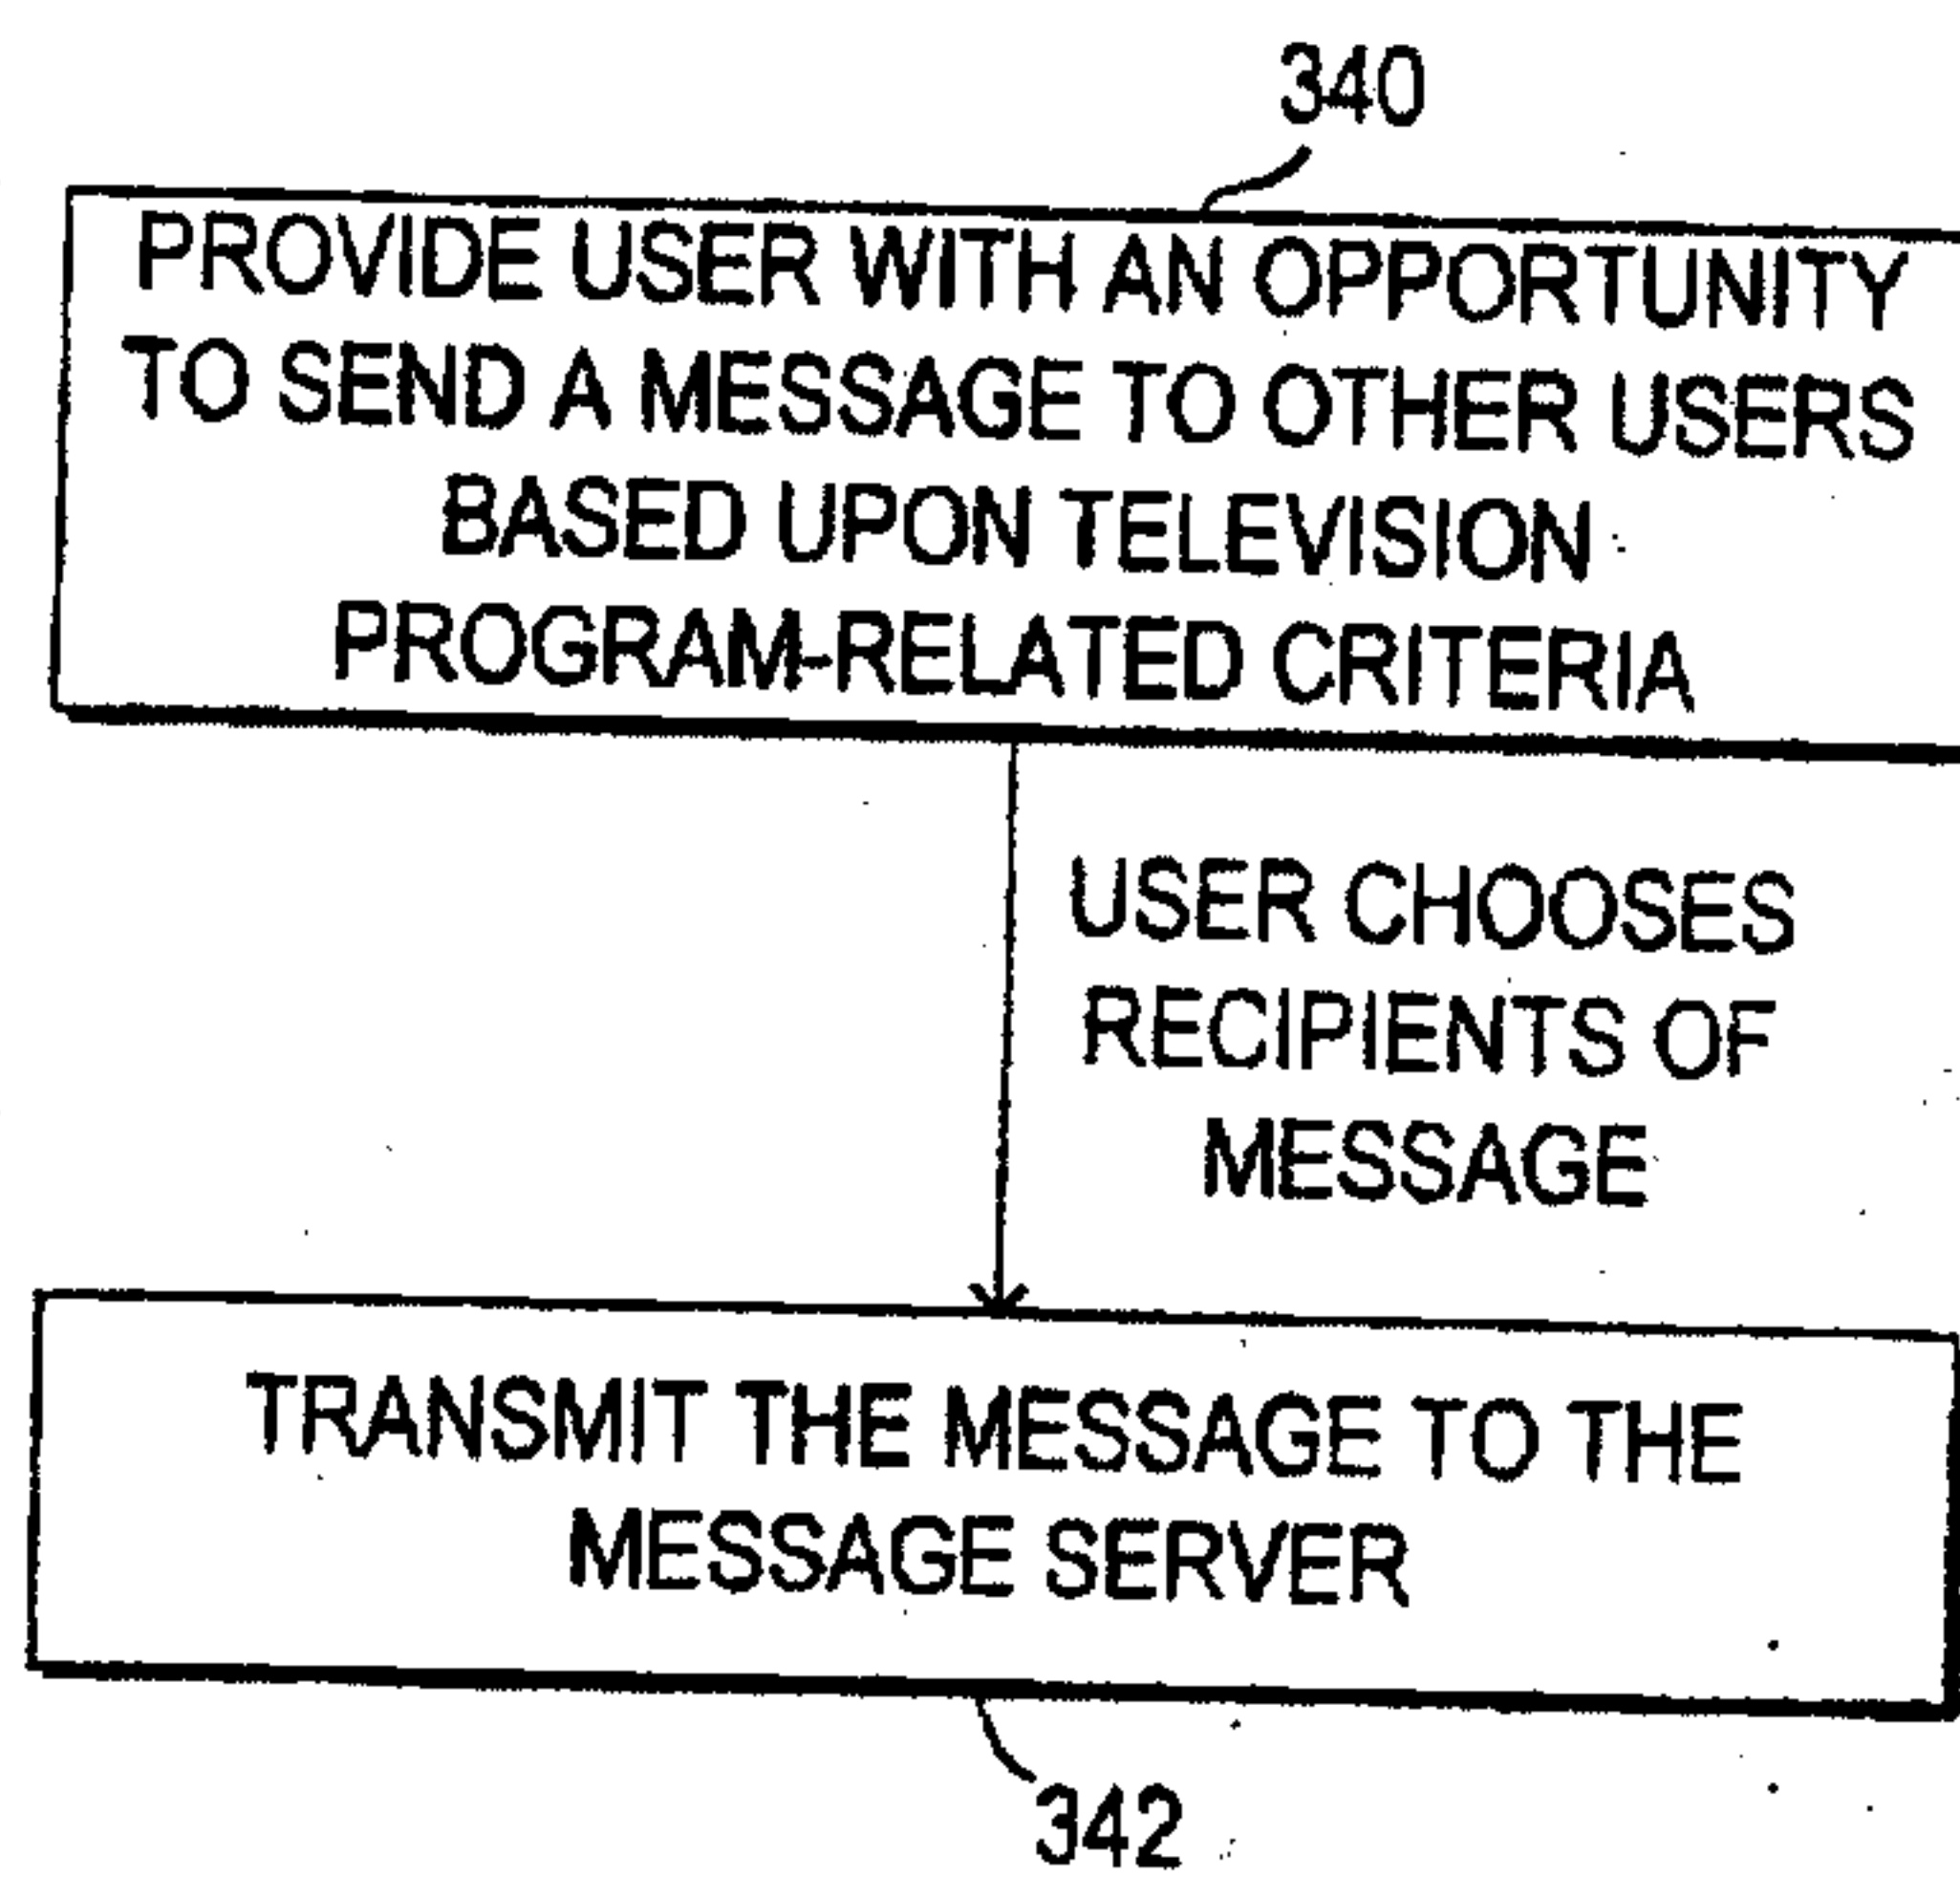 340
PROVIDE USER WITH AN OPPORTUNITY
TO SEND A MESSAGE TO OTHER USERS
BASED UPON TELEVISION
PROGRAM-RELATED CRITERIA
USER CHOOSES
RECIPIENTS OF
MESSAGE
TRANSMIT THE MESSAGE TO THE
MESSAGE SERVER
342